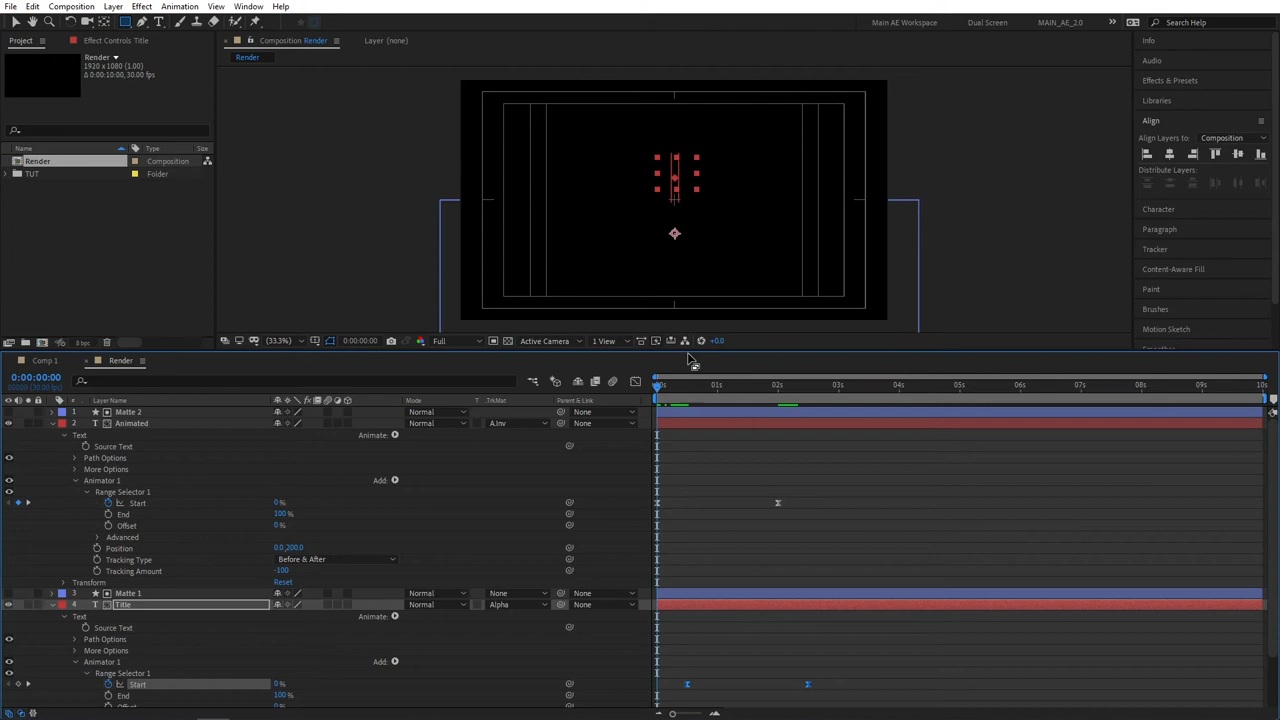 File Edit Composition Layer Effect Animation View Window Help
Main AE Workspace Dual Screen MAIN_AE_2.0 Search Help
Project Effect Controls Title Composition Render Layer (none) Info
Render Render
1920 x 1080 (1.00)
Δ 0:00:10:00, 30.00 fps
Audio
Effects & Presets
Libraries
Align
Align Layers to: Composition
Distribute Layers:
Name Type Size
Render Composition
TUT Folder
Character
Paragraph
Tracker
Content-Aware Fill
Paint
Brushes
Motion Sketch
8 bpc (33.3%) 0:00:00:00 Full Active Camera 1 View +0.0
Comp 1 Render
0:00:00:00
00000 (30.00 fps)
00s 01s 02s 03s 04s 05s 06s 07s 08s 09s 10s
# Layer Name Mode T TrkMat Parent & Link
1 Matte 2 Normal None
2 Animated Normal A.Inv None
Text Animate:
Source Text
Path Options
More Options
Animator 1 Add:
Range Selector 1
Start 0 %
End 100 %
Offset 0 %
Advanced
Position 0.0,200.0
Tracking Type Before & After
Tracking Amount -100
Transform Reset
3 Matte 1 Normal None None
4 Title Normal Alpha None
Text Animate:
Source Text
Path Options
More Options
Animator 1 Add:
Range Selector 1
Start 0 %
End 100 %
Offset 0 %